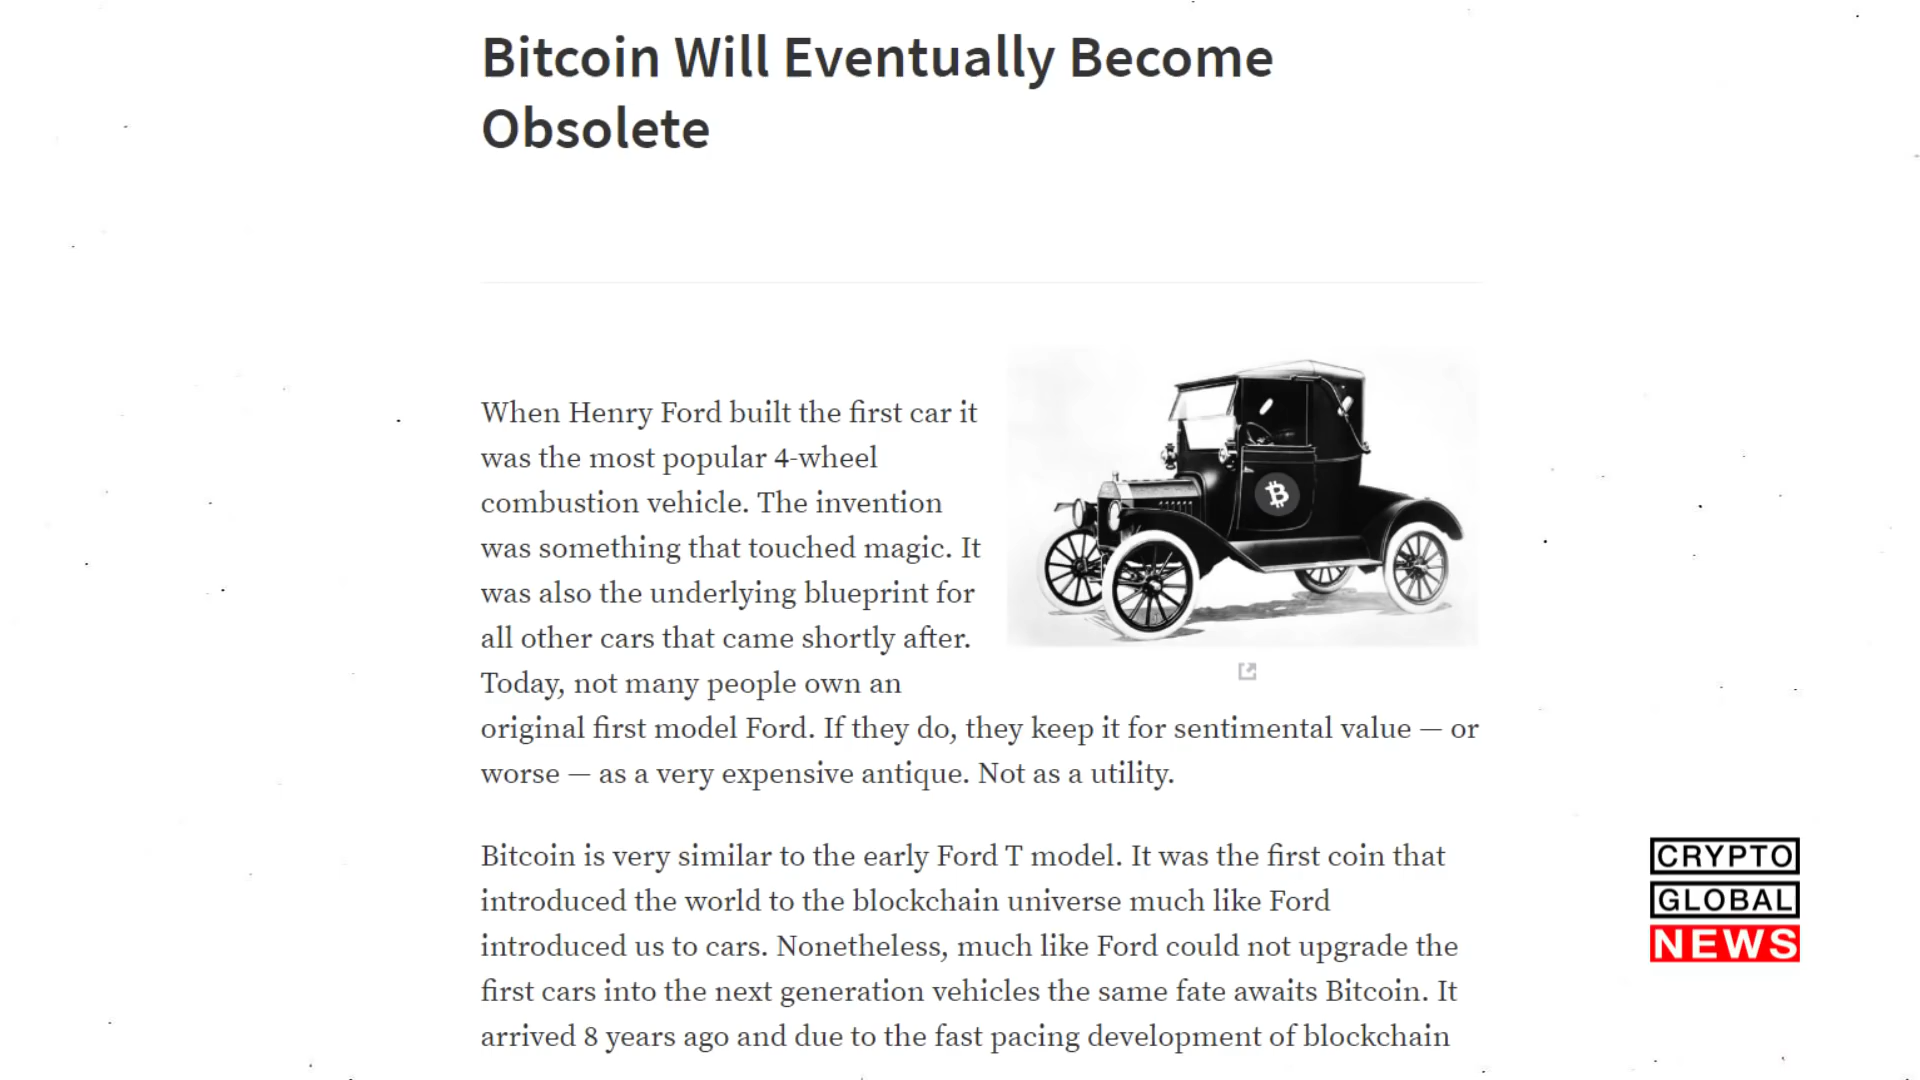 Bitcoin Will Eventually Become
Obsolete
When Henry Ford built the first car it
was the most popular 4-wheel
combustion vehicle. The invention
was something that touched magic. It
was also the underlying blueprint for
all other cars that came shortly after.
Today, not many people own an
original first model Ford. If they do, they keep it for sentimental value — or
worse — as a very expensive antique. Not as a utility.
Bitcoin is very similar to the early Ford T model. It was the first coin that
introduced the world to the blockchain universe much like Ford
introduced us to cars. Nonetheless, much like Ford could not upgrade the
first cars into the next generation vehicles the same fate awaits Bitcoin. It
arrived 8 years ago and due to the fast pacing development of blockchain
CRYPTO
GLOBAL
NEWS